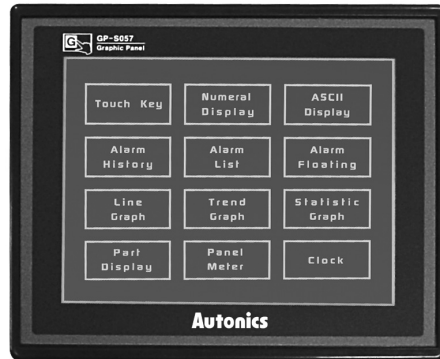 GP-S057
Graphic Panel
Touch Key
Numeral
Display
ASCII
Display
Alarm
History
Alarm
List
Alarm
Floating
Line
Graph
Trend
Graph
Statistic
Graph
Part
Display
Panel
Meter
Clock
Autonics